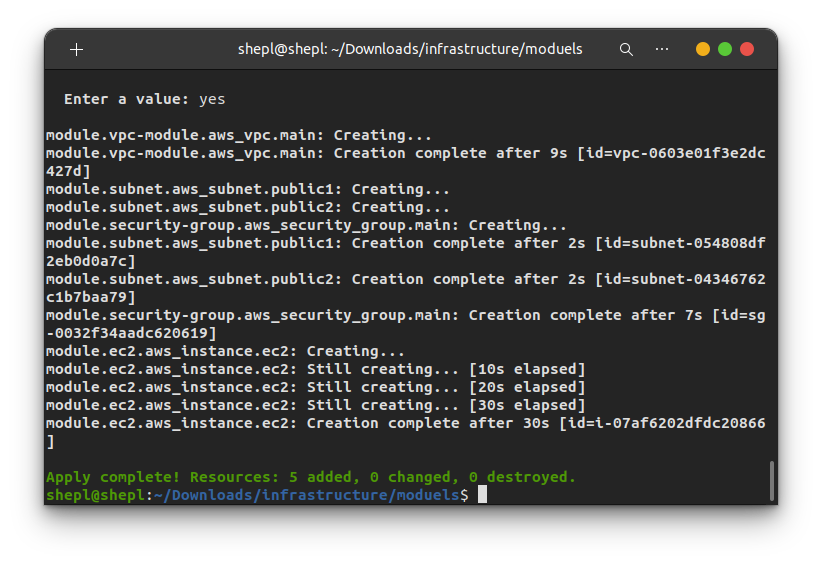 shepl@shepl: ~/Downloads/infrastructure/moduels
Enter a value: yes
module.vpc-module.aws_vpc.main: Creating...
module.vpc-module.aws_vpc.main: Creation complete after 9s [id=vpc-0603e01f3e2dc
427d]
module.subnet.aws_subnet.public1: Creating...
module.subnet.aws_subnet.public2: Creating...
module.security-group.aws_security_group.main: Creating...
module.subnet.aws_subnet.public1: Creation complete after 2s [id=subnet-054808df
2eb0d0a7c]
module.subnet.aws_subnet.public2: Creation complete after 2s [id=subnet-04346762
c1b7baa79]
module.security-group.aws_security_group.main: Creation complete after 7s [id=sg
-0032f34aadc620619]
module.ec2.aws_instance.ec2: Creating...
module.ec2.aws_instance.ec2: Still creating... [10s elapsed]
module.ec2.aws_instance.ec2: Still creating... [20s elapsed]
module.ec2.aws_instance.ec2: Still creating... [30s elapsed]
module.ec2.aws_instance.ec2: Creation complete after 30s [id=i-07af6202dfdc20866
]
Apply complete! Resources: 5 added, 0 changed, 0 destroyed.
shepl@shepl:~/Downloads/infrastructure/moduels$